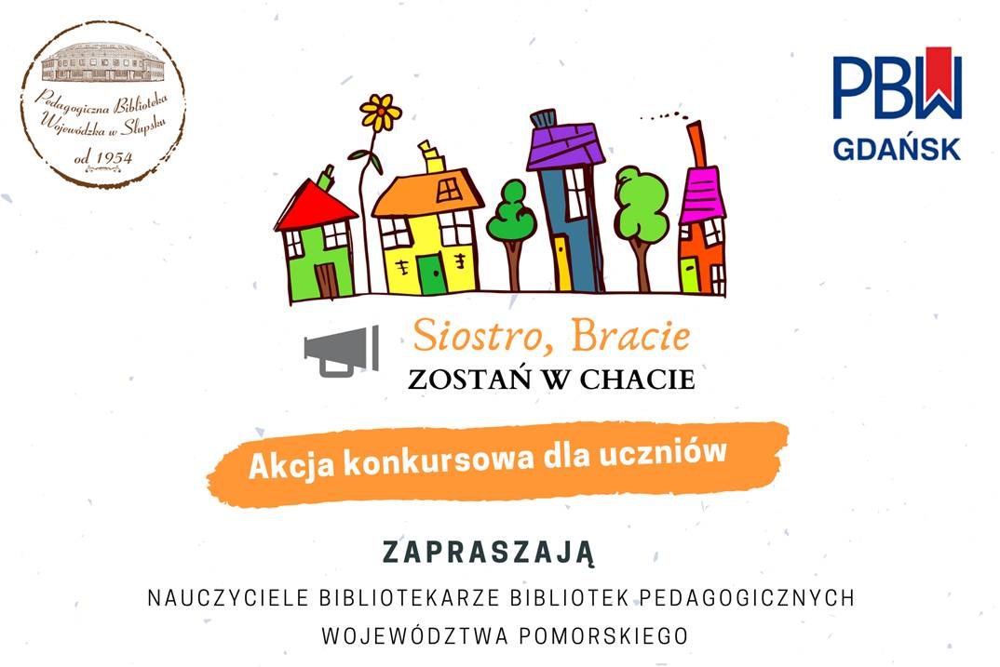 Pedagogiczna Biblioteka
Wojewódzka w Słupsku
od 1954
PBW
GDAŃSK
Siostro, Bracie
ZOSTAŃ W CHACIE
Akcja konkursowa dla uczniów
ZAPRASZAJĄ
NAUCZYCIELE BIBLIOTEKARZE BIBLIOTEK PEDAGOGICZNYCH
WOJEWÓDZTWA POMORSKIEGO